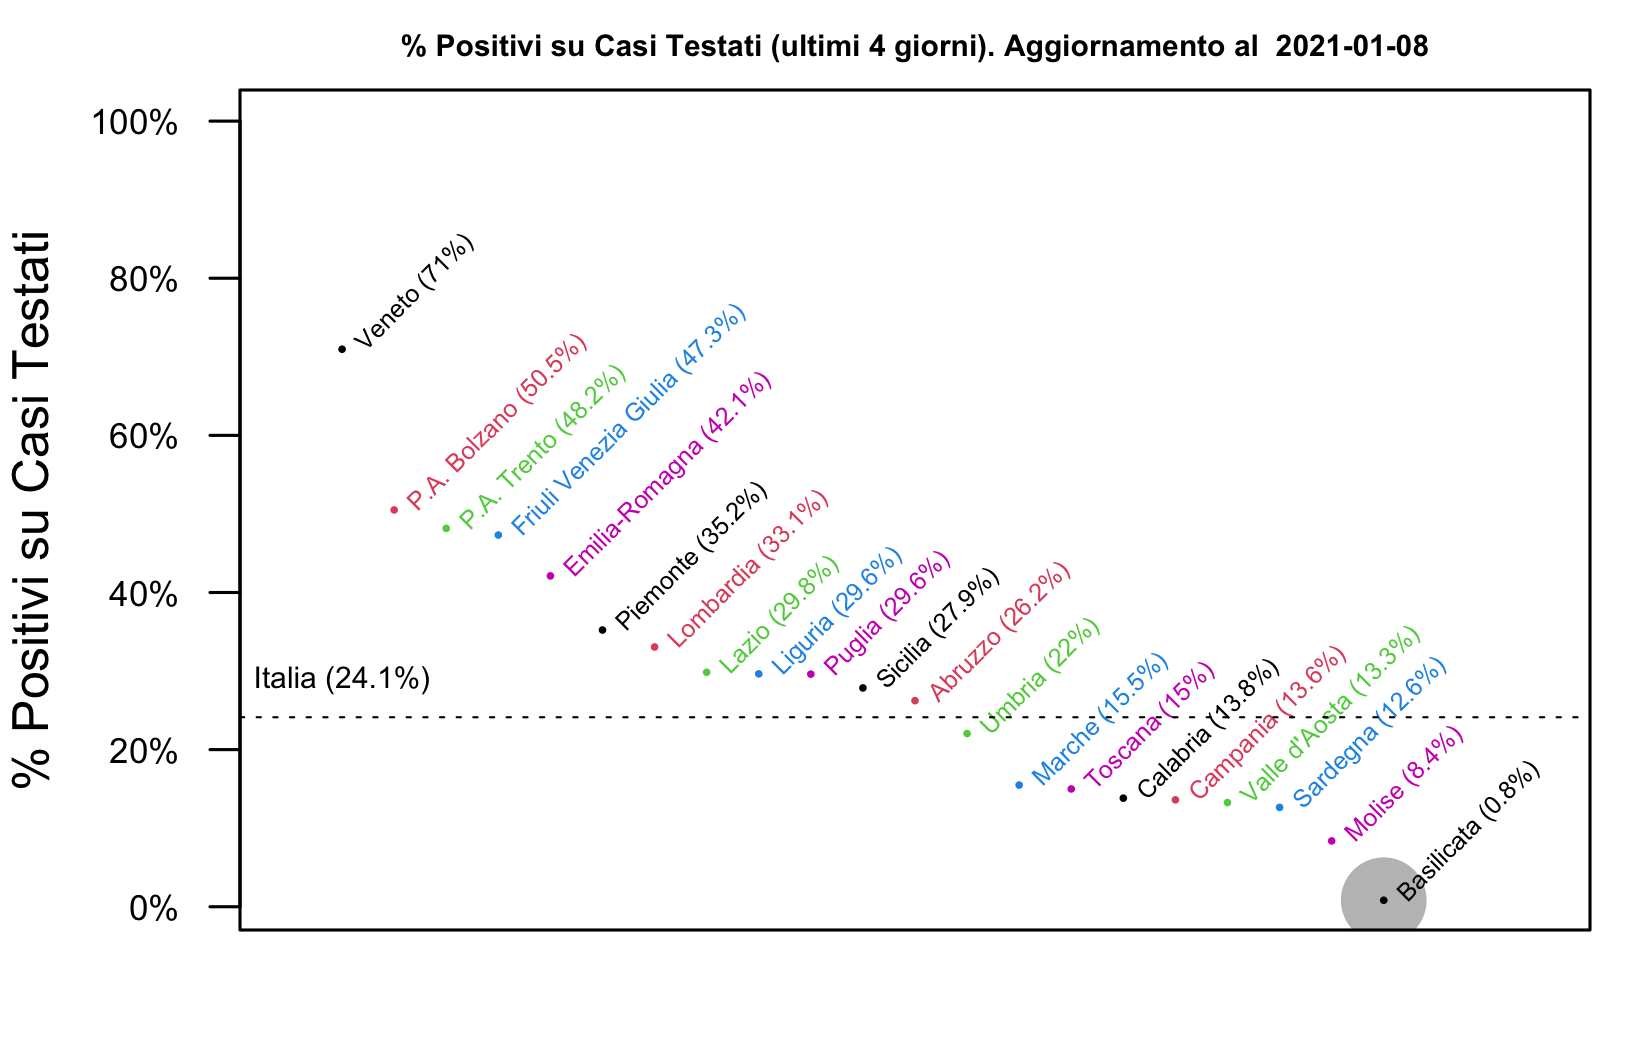 % Positivi su Casi Testati (ultimi 4 giorni). Aggiornamento al  2021-01-08
% Positivi su Casi Testati
100%
80%
60%
40%
20%
0%
Veneto (71%)
P.A. Bolzano (50.5%)
P.A. Trento (48.2%)
Friuli Venezia Giulia (47.3%)
Emilia-Romagna (42.1%)
Piemonte (35.2%)
Lombardia (33.1%)
Lazio (29.8%)
Liguria (29.6%)
Puglia (29.6%)
Sicilia (27.9%)
Abruzzo (26.2%)
Umbria (22%)
Marche (15.5%)
Toscana (15%)
Calabria (13.8%)
Campania (13.6%)
Valle d'Aosta (13.3%)
Sardegna (12.6%)
Molise (8.4%)
Basilicata (0.8%)
Italia (24.1%)